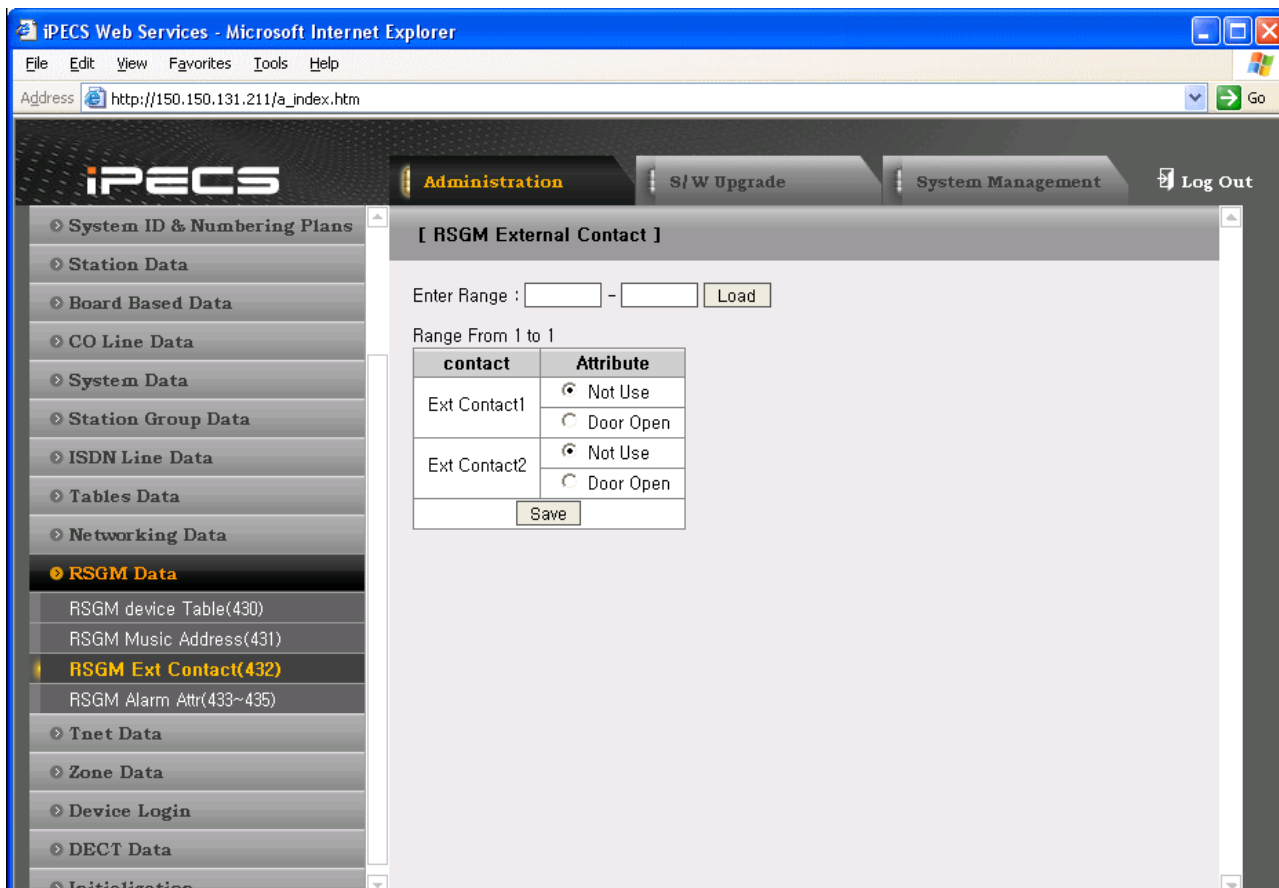 iPECS Web Services - Microsoft Internet Explorer
File Edit View Favorites Tools Help
Address http://150.150.131.211/a_index.htm Go
iPECS
Administration S/W Upgrade System Management Log Out
System ID & Numbering Plans
Station Data
Board Based Data
CO Line Data
System Data
Station Group Data
ISDN Line Data
Tables Data
Networking Data
RSGM Data
RSGM device Table(430)
RSGM Music Address(431)
RSGM Ext Contact(432)
RSGM Alarm Attr(433~435)
Tnet Data
Zone Data
Device Login
DECT Data
Initialization
[ RSGM External Contact ]
Enter Range : - Load
Range From 1 to 1
contact Attribute
Ext Contact1 Not Use
Door Open
Ext Contact2 Not Use
Door Open
Save